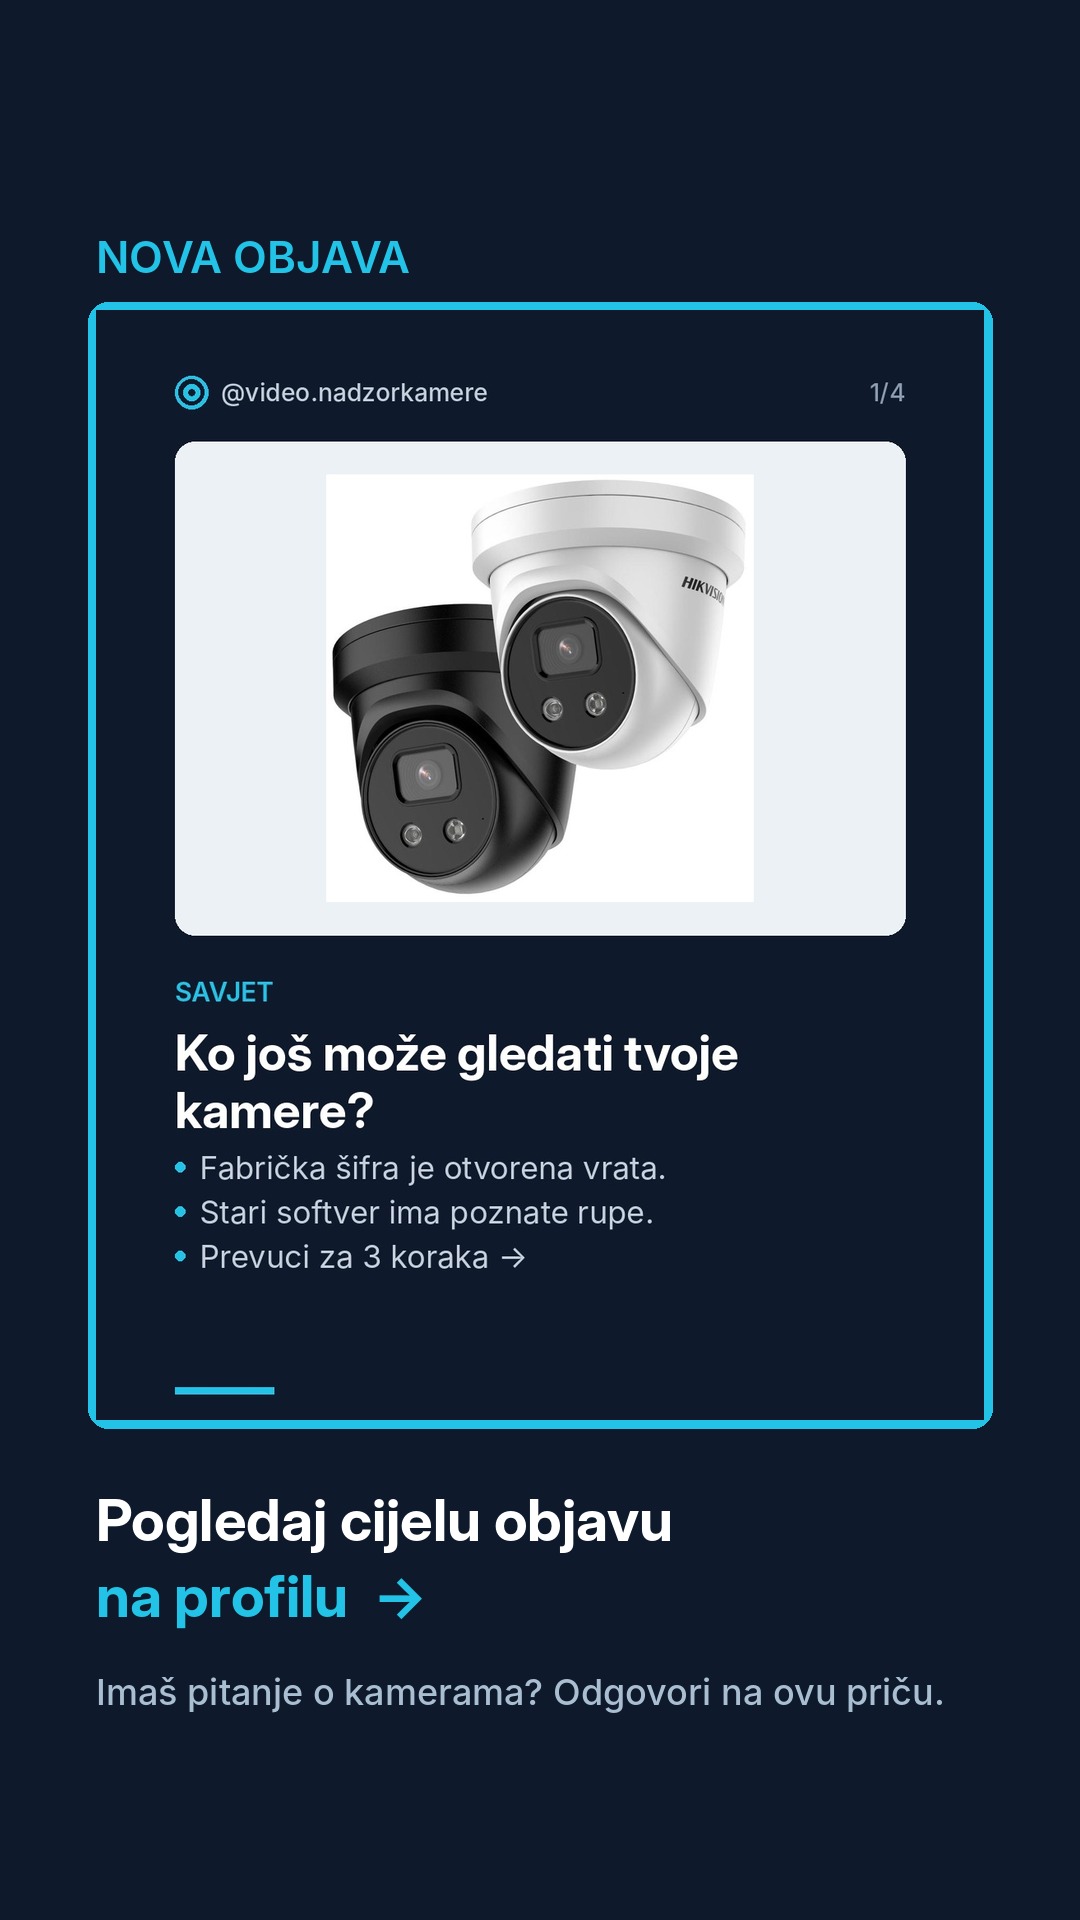 NOVA OBJAVA
@video.nadzorkamere
1/4
HIKVISION
SAVJET
Ko još može gledati tvoje
kamere?
• Fabrička šifra je otvorena vrata.
• Stari softver ima poznate rupe.
• Prevuci za 3 koraka →
Pogledaj cijelu objavu
na profilu →
Imaš pitanje o kamerama? Odgovori na ovu priču.